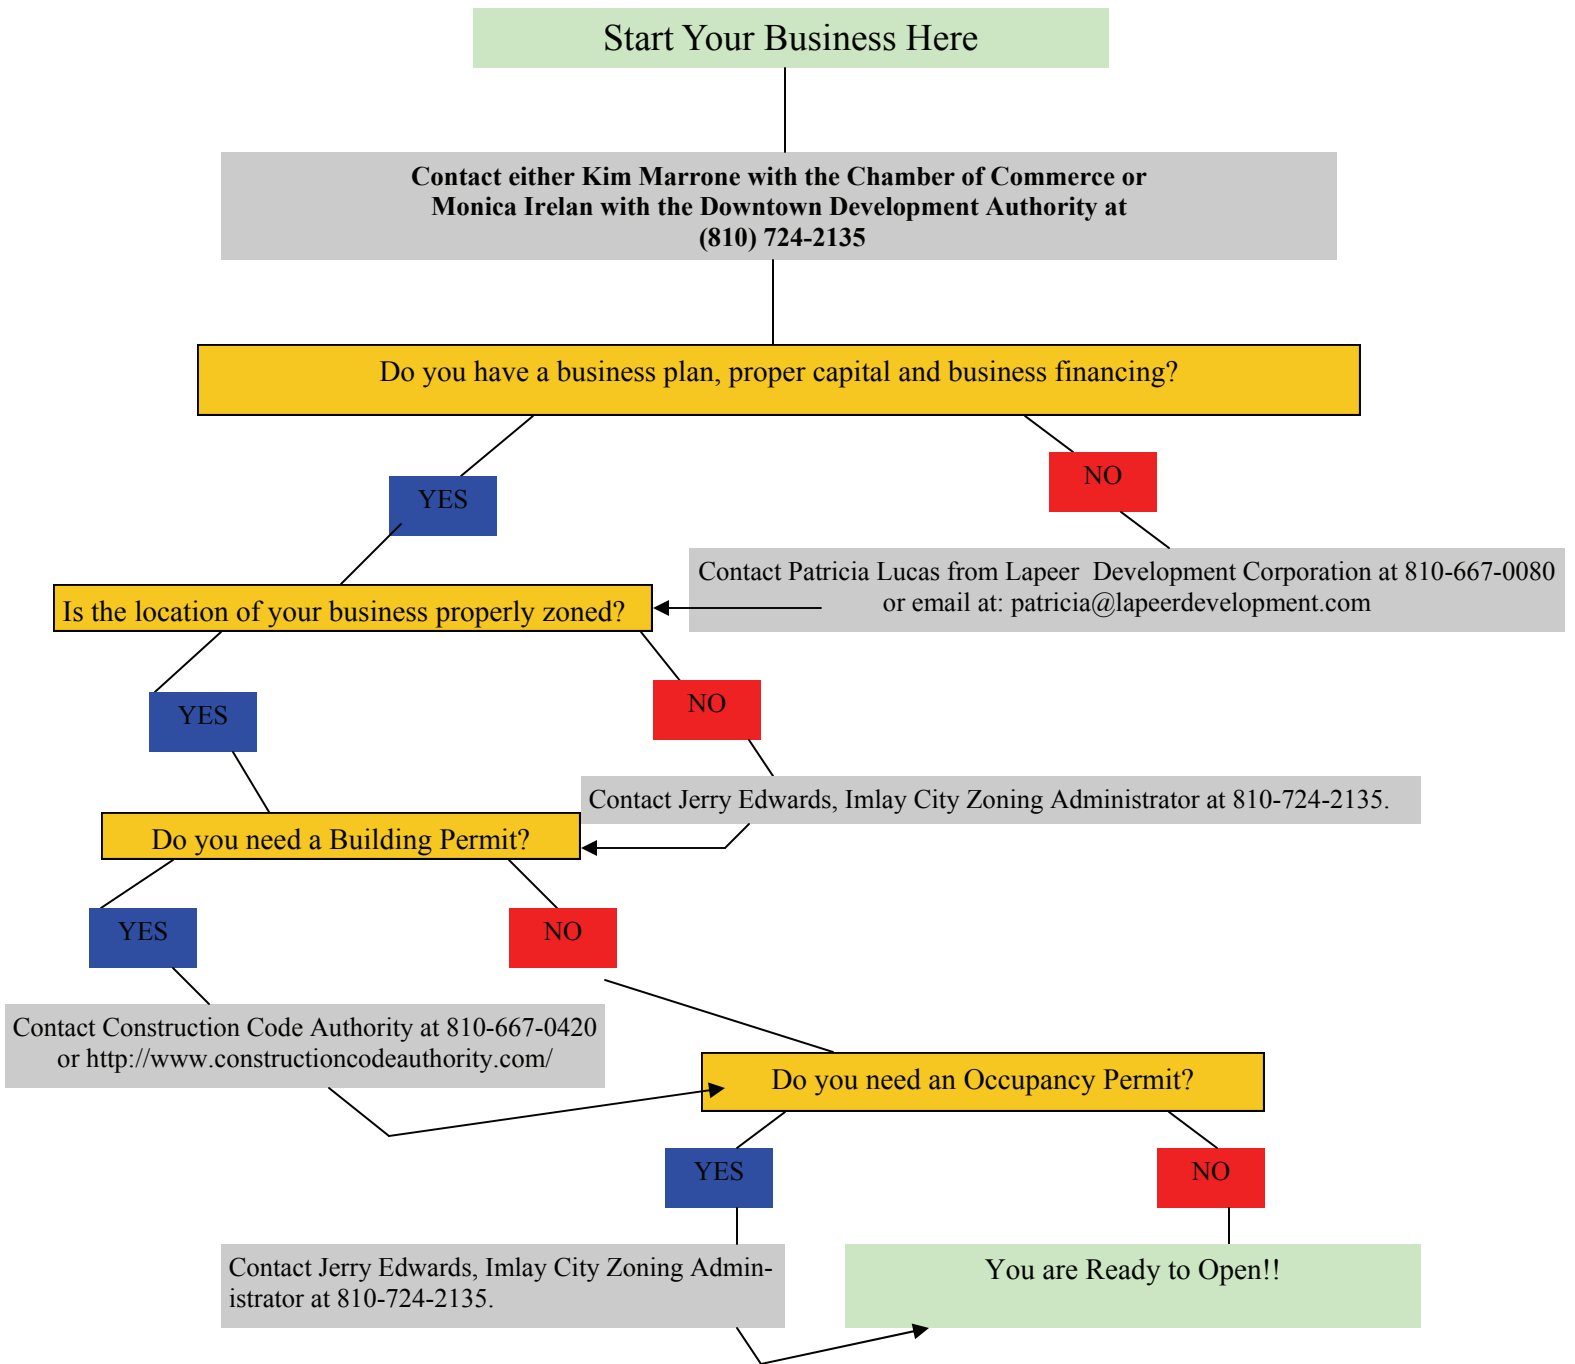 Start Your Business Here
Contact either Kim Marrone with the Chamber of Commerce or
Monica Irelan with the Downtown Development Authority at
(810) 724-2135
Do you have a business plan, proper capital and business financing?
YES
NO
Contact Patricia Lucas from Lapeer Development Corporation at 810-667-0080
or email at: patricia@lapeerdevelopment.com
Is the location of your business properly zoned?
YES
NO
Contact Jerry Edwards, Imlay City Zoning Administrator at 810-724-2135.
Do you need a Building Permit?
YES
NO
Contact Construction Code Authority at 810-667-0420
or http://www.constructioncodeauthority.com/
Do you need an Occupancy Permit?
YES
NO
Contact Jerry Edwards, Imlay City Zoning Admin-
istrator at 810-724-2135.
You are Ready to Open!!